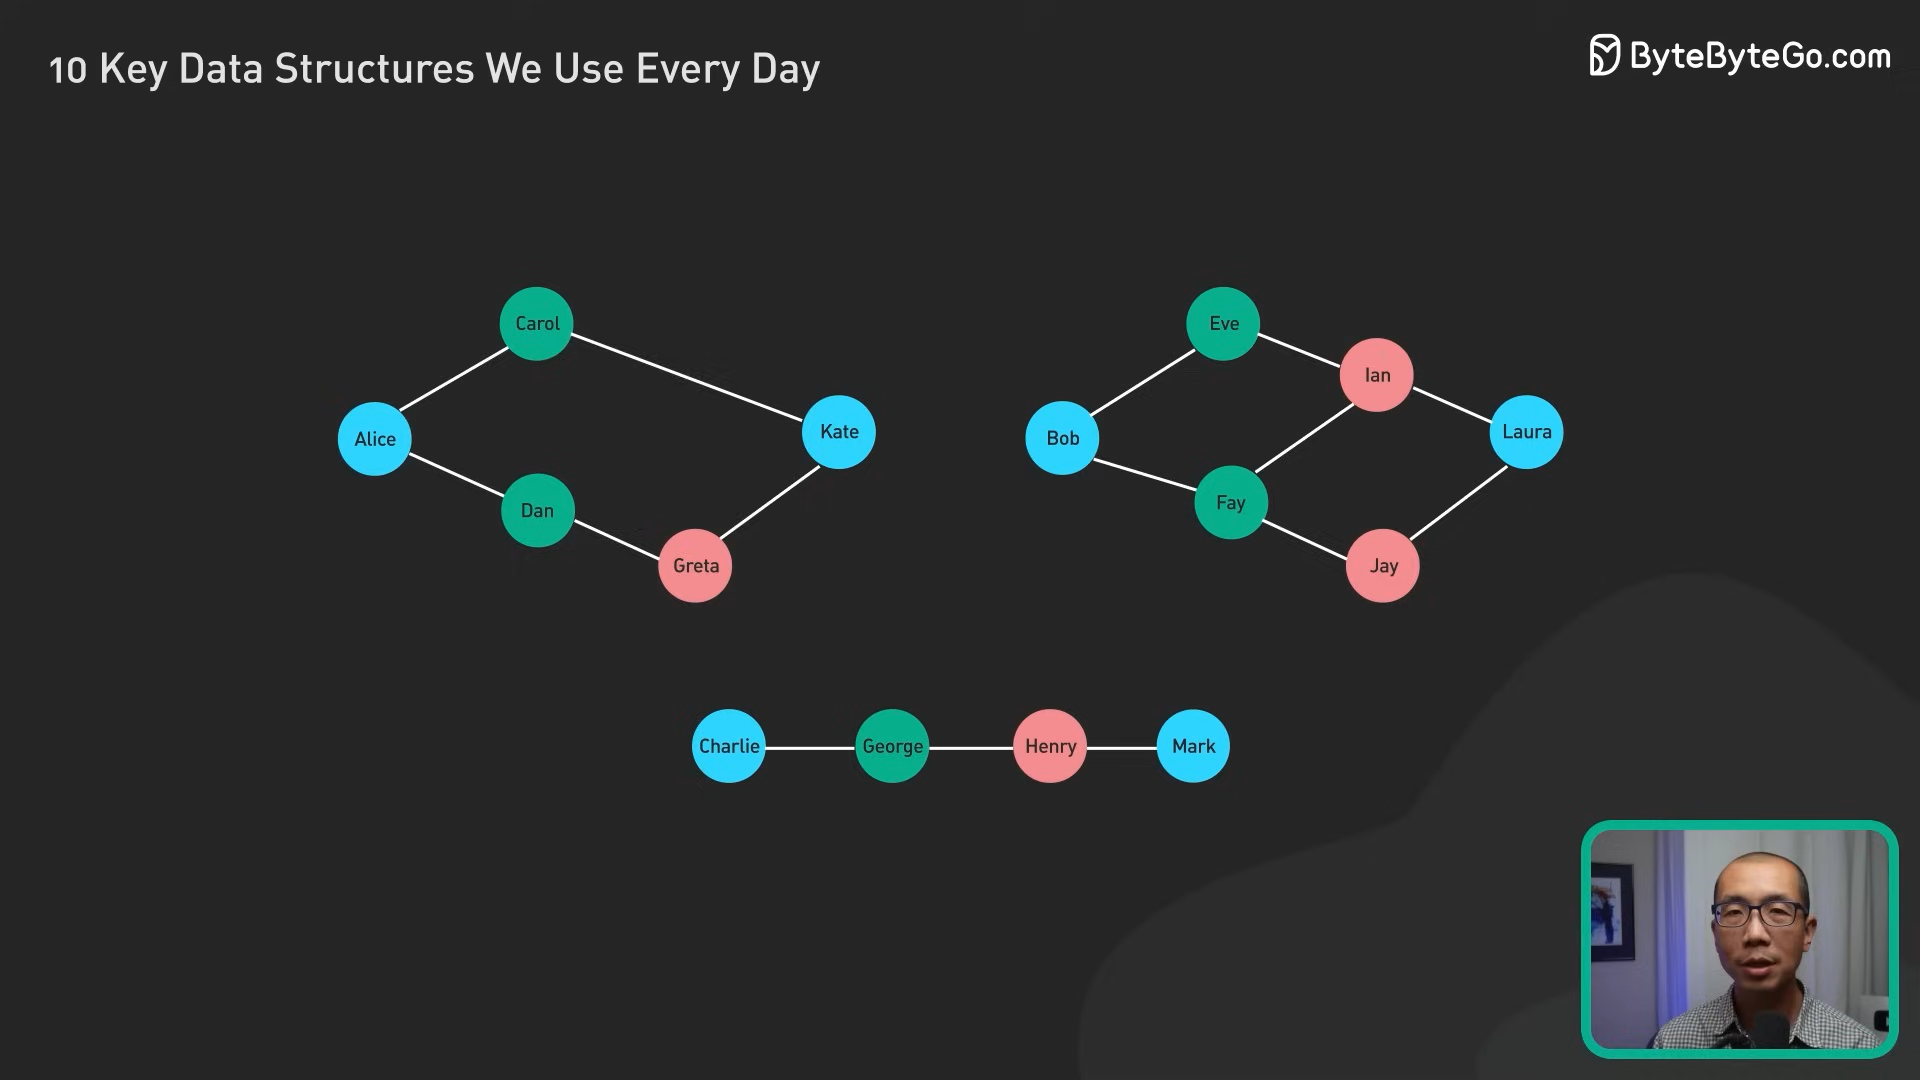 10 Key Data Structures We Use Every Day
ByteByteGo.com
Carol
Eve
Ian
Alice
Kate
Bob
Laura
Dan
Fay
Greta
Jay
Charlie
George
Henry
Mark